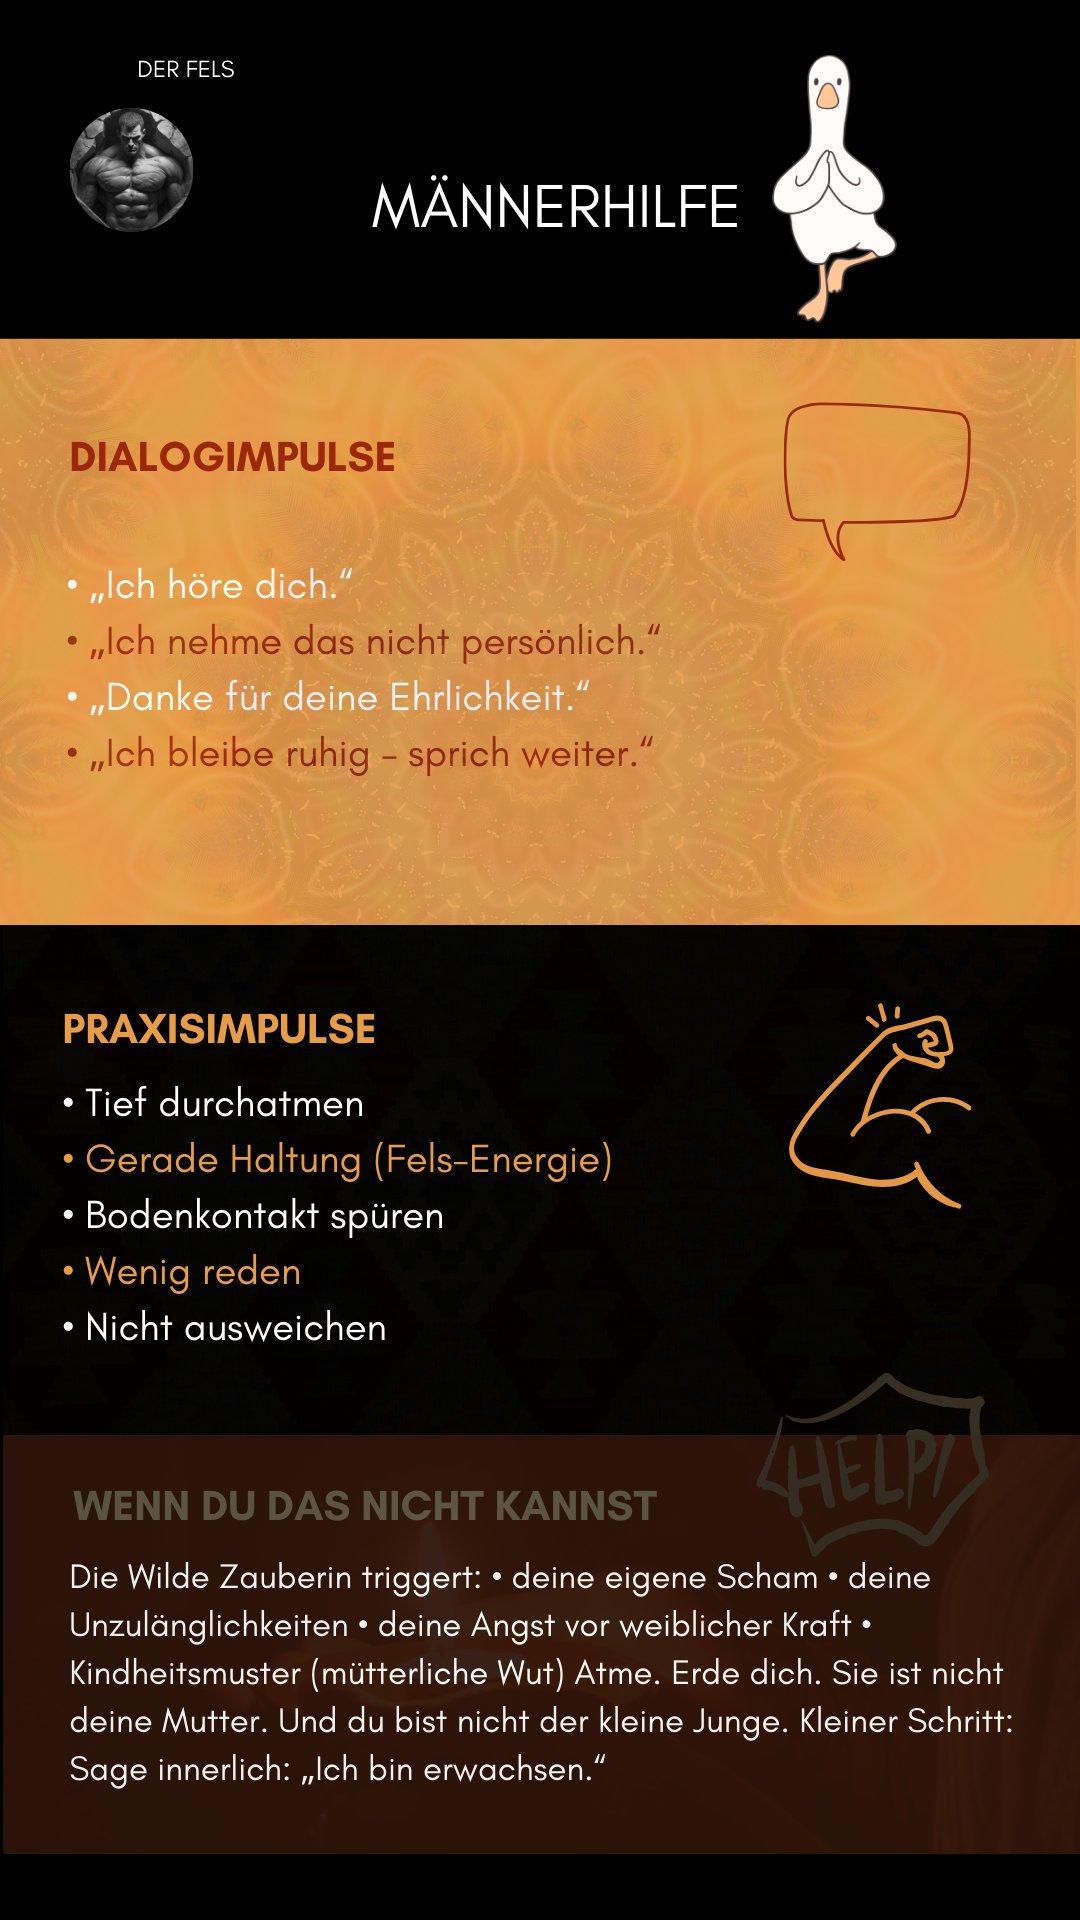 DER FELS
MÄNNERHILFE
DIALOGIMPULSE
• „Ich höre dich.“
• „Ich nehme das nicht persönlich.“
• „Danke für deine Ehrlichkeit.“
• „Ich bleibe ruhig – sprich weiter.“
PRAXISIMPULSE
• Tief durchatmen
• Gerade Haltung (Fels-Energie)
• Bodenkontakt spüren
• Wenig reden
• Nicht ausweichen
HELP!
WENN DU DAS NICHT KANNST
Die Wilde Zauberin triggert: • deine eigene Scham • deine
Unzulänglichkeiten • deine Angst vor weiblicher Kraft •
Kindheitsmuster (mütterliche Wut) Atme. Erde dich. Sie ist nicht
deine Mutter. Und du bist nicht der kleine Junge. Kleiner Schritt:
Sage innerlich: „Ich bin erwachsen.“